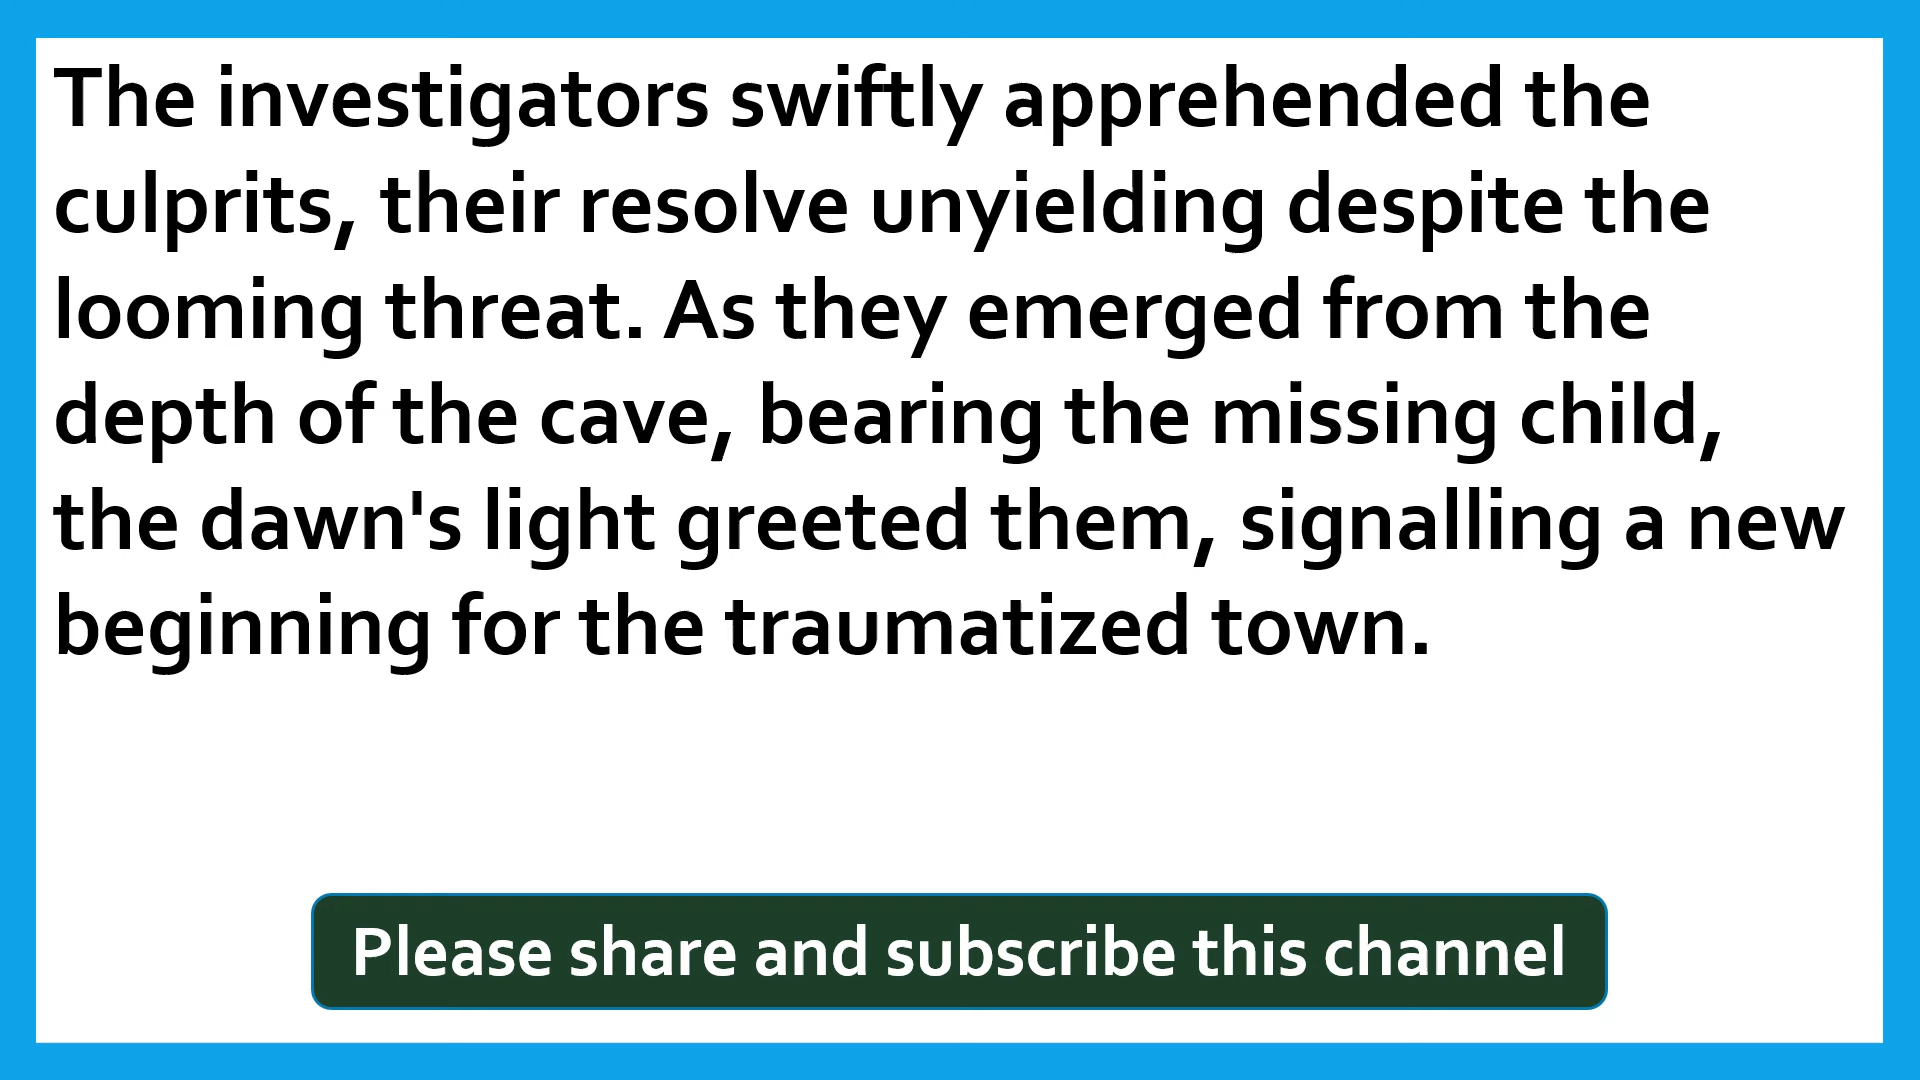 The investigators swiftly apprehended the
culprits, their resolve unyielding despite the
looming threat. As they emerged from the
depth of the cave, bearing the missing child,
the dawn's light greeted them, signalling a new
beginning for the traumatized town.
Please share and subscribe this channel